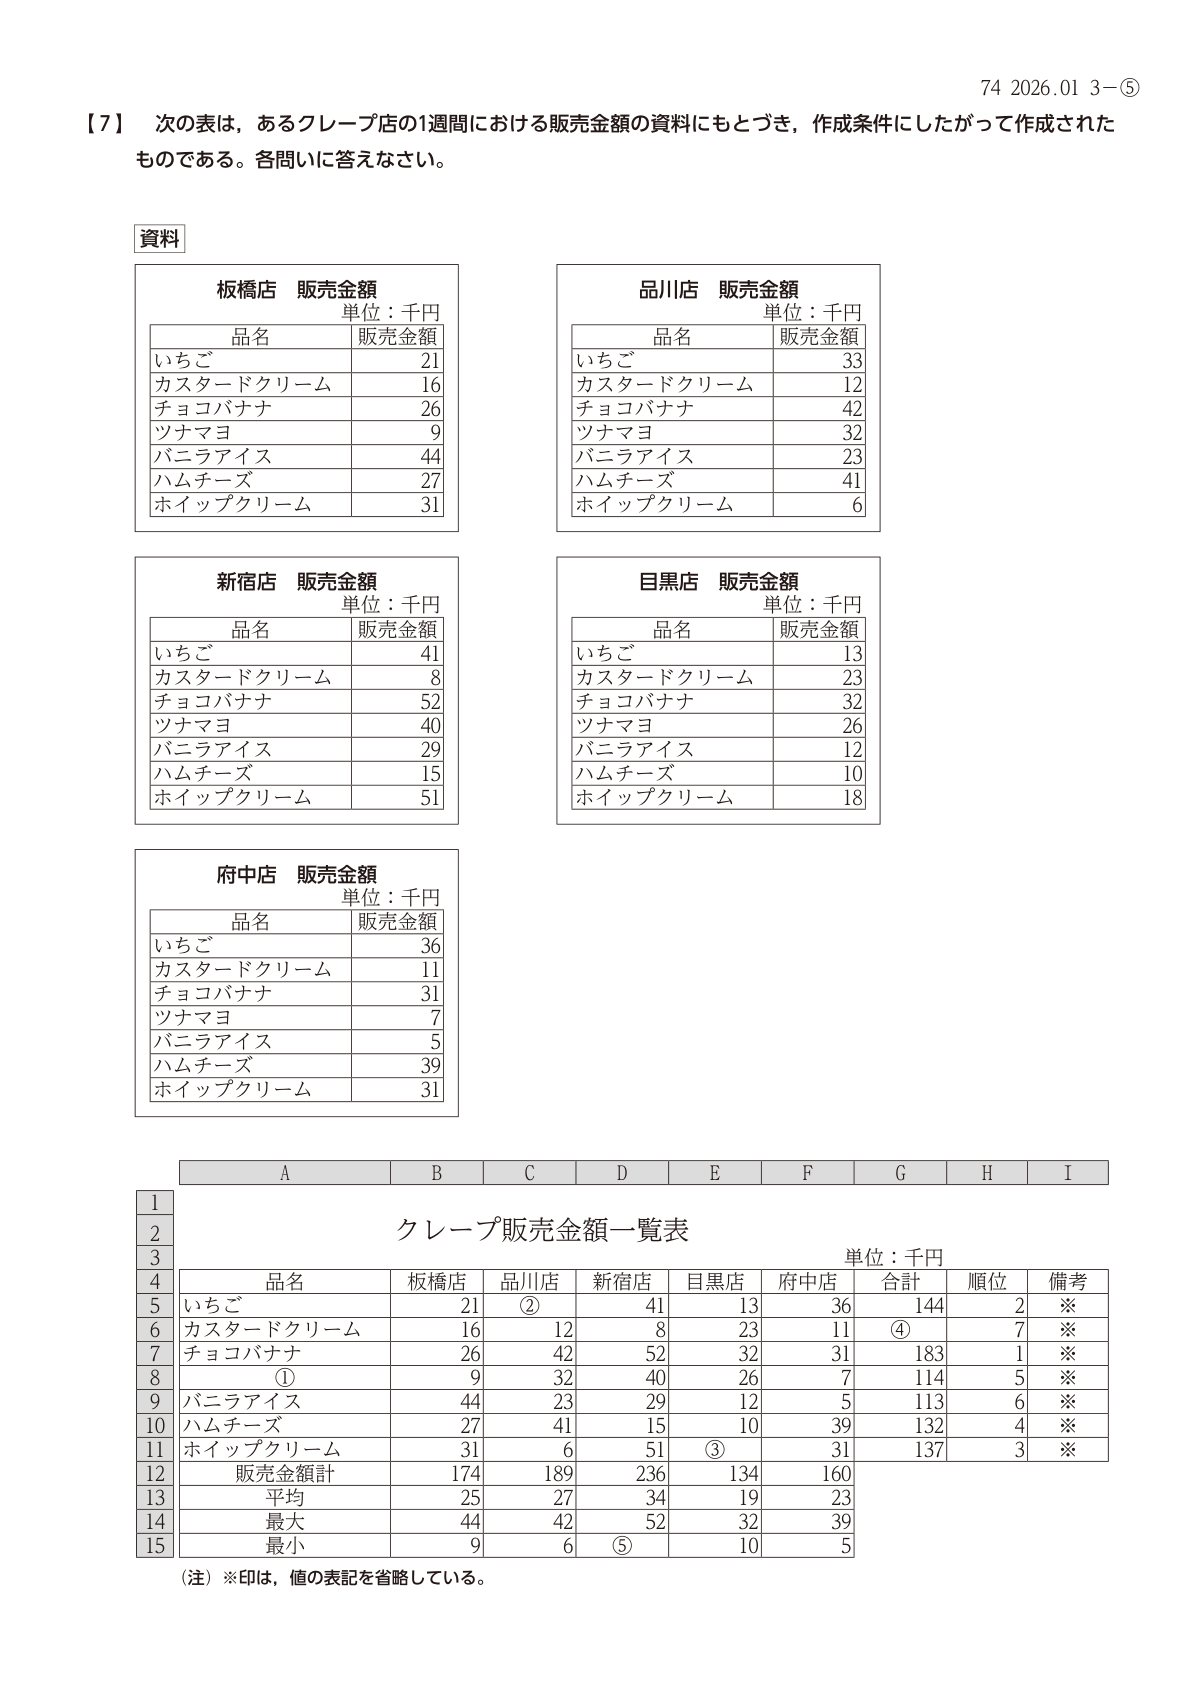 74 2026.01 3－⑤
【7】　次の表は，あるクレープ店の1週間における販売金額の資料にもとづき，作成条件にしたがって作成された
ものである。各問いに答えなさい。
資料
板橋店　販売金額
単位：千円
品名 販売金額
いちご 21
カスタードクリーム 16
チョコバナナ 26
ツナマヨ 9
バニラアイス 44
ハムチーズ 27
ホイップクリーム 31
品川店　販売金額
単位：千円
品名 販売金額
いちご 33
カスタードクリーム 12
チョコバナナ 42
ツナマヨ 32
バニラアイス 23
ハムチーズ 41
ホイップクリーム 6
新宿店　販売金額
単位：千円
品名 販売金額
いちご 41
カスタードクリーム 8
チョコバナナ 52
ツナマヨ 40
バニラアイス 29
ハムチーズ 15
ホイップクリーム 51
目黒店　販売金額
単位：千円
品名 販売金額
いちご 13
カスタードクリーム 23
チョコバナナ 32
ツナマヨ 26
バニラアイス 12
ハムチーズ 10
ホイップクリーム 18
府中店　販売金額
単位：千円
品名 販売金額
いちご 36
カスタードクリーム 11
チョコバナナ 31
ツナマヨ 7
バニラアイス 5
ハムチーズ 39
ホイップクリーム 31
A B C D E F G H I
1
2 クレープ販売金額一覧表
3 単位：千円
4 品名 板橋店 品川店 新宿店 目黒店 府中店 合計 順位 備考
5 いちご 21 ② 41 13 36 144 2 ※
6 カスタードクリーム 16 12 8 23 11 ④ 7 ※
7 チョコバナナ 26 42 52 32 31 183 1 ※
8 ① 9 32 40 26 7 114 5 ※
9 バニラアイス 44 23 29 12 5 113 6 ※
10 ハムチーズ 27 41 15 10 39 132 4 ※
11 ホイップクリーム 31 6 51 ③ 31 137 3 ※
12 販売金額計 174 189 236 134 160
13 平均 25 27 34 19 23
14 最大 44 42 52 32 39
15 最小 9 6 ⑤ 10 5
（注）※印は，値の表記を省略している。